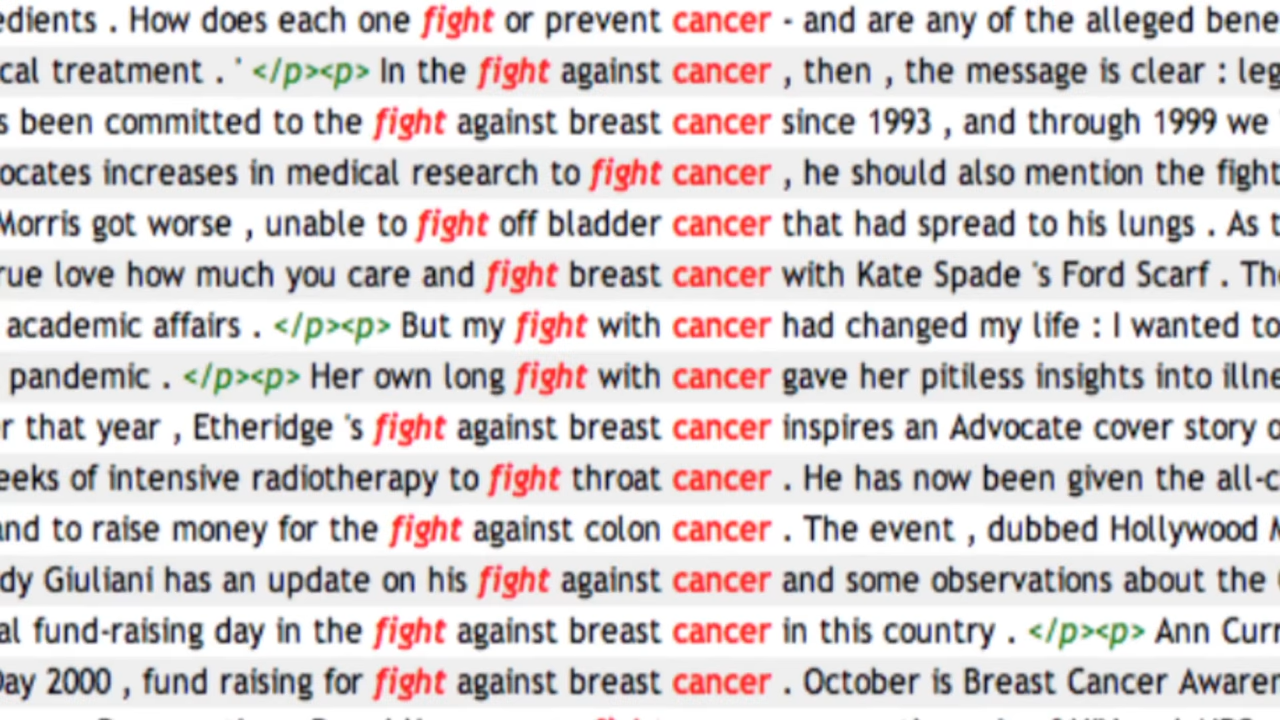 edients . How does each one fight or prevent cancer - and are any of the alleged bene
cal treatment . ' </p><p> In the fight against cancer , then , the message is clear : leg
s been committed to the fight against breast cancer since 1993 , and through 1999 we
ocates increases in medical research to fight cancer , he should also mention the fight
Morris got worse , unable to fight off bladder cancer that had spread to his lungs . As t
rue love how much you care and fight breast cancer with Kate Spade 's Ford Scarf . The
academic affairs . </p><p> But my fight with cancer had changed my life : I wanted to
pandemic . </p><p> Her own long fight with cancer gave her pitiless insights into illne
r that year , Etheridge 's fight against breast cancer inspires an Advocate cover story o
eeks of intensive radiotherapy to fight throat cancer . He has now been given the all-c
and to raise money for the fight against colon cancer . The event , dubbed Hollywood M
dy Giuliani has an update on his fight against cancer and some observations about the
al fund-raising day in the fight against breast cancer in this country . </p><p> Ann Curr
Day 2000 , fund raising for fight against breast cancer . October is Breast Cancer Awaren